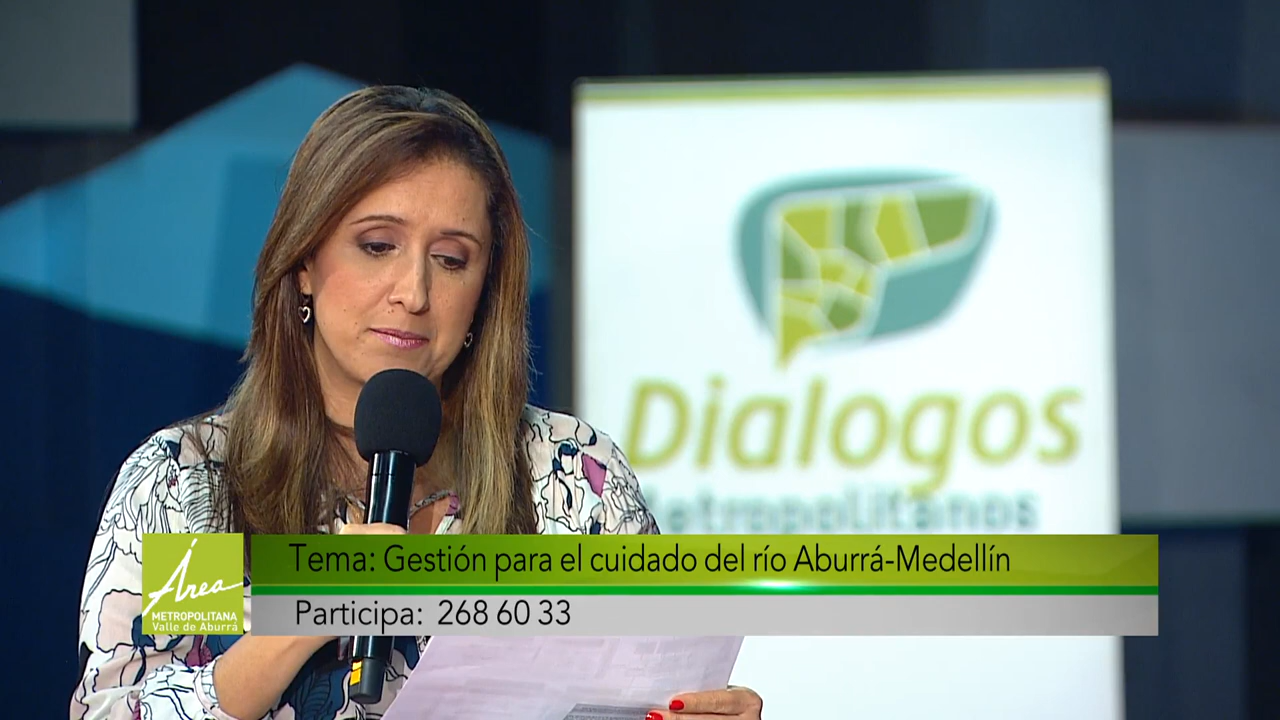 Dialogos
Metropolitanos
Tema: Gestión para el cuidado del río Aburrá-Medellín
Área
METROPOLITANA
Valle de Aburrá
Participa: 268 60 33